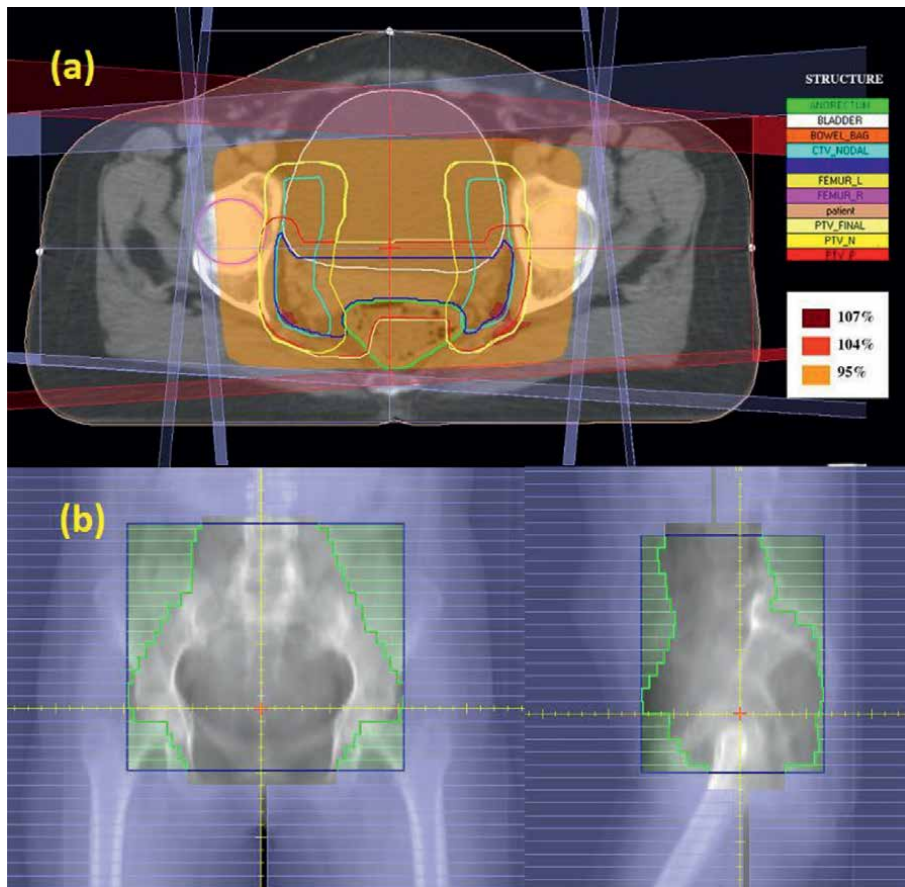 (a)
STRUCTURE
ANORECTUM
BLADDER
BOWEL_BAG
CTV_NODAL
FEMUR_L
FEMUR_R
patient
PTV_FINAL
PTV_N
PTV_P
107%
104%
95%
(b)